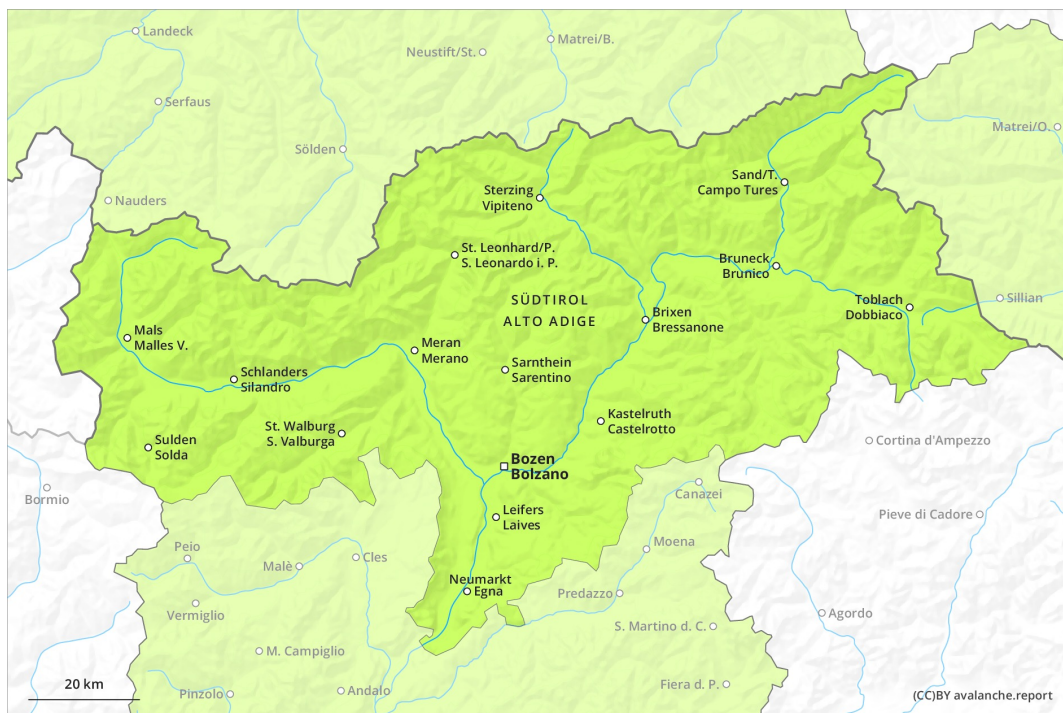 Landeck
Neustift/St.
Matrei/B.
Serfaus
Matrei/O.
Sölden
Nauders
Sterzing
Vipiteno
Sand/T.
Campo Tures
St. Leonhard/P.
S. Leonardo i. P.
Bruneck
Brunico
SÜDTIROL
ALTO ADIGE
Toblach
Dobbiaco
Sillian
Brixen
Bressanone
Mals
Malles V.
Meran
Merano
Schlanders
Silandro
Sarnthein
Sarentino
St. Walburg
S. Valburga
Kastelruth
Castelrotto
Sulden
Solda
Cortina d'Ampezzo
Bozen
Bolzano
Bormio
Canazei
Leifers
Laives
Pieve di Cadore
Peio
Moena
Cles
Malè
Neumarkt
Egna
Predazzo
Vermiglio
Agordo
S. Martino d. C.
M. Campiglio
20 km
Pinzolo
Andalo
Fiera d. P.
(CC)BY avalanche.report